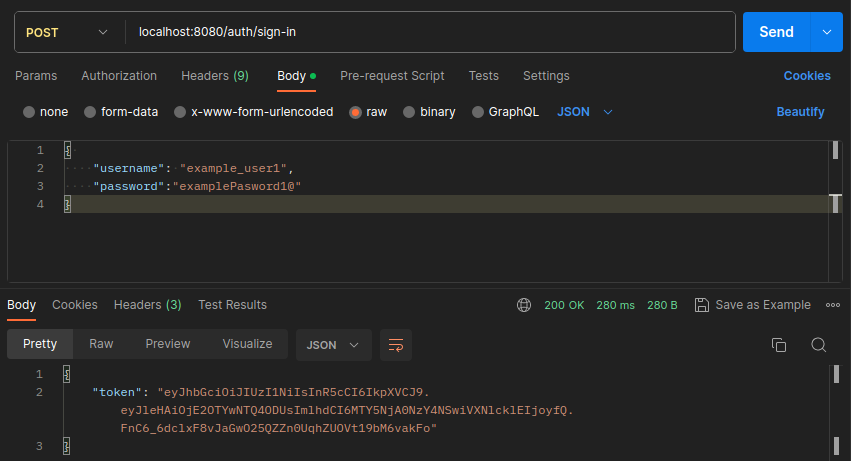 POST localhost:8080/auth/sign-in Send
Params Authorization Headers (9) Body Pre-request Script Tests Settings Cookies
none form-data x-www-form-urlencoded raw binary GraphQL JSON Beautify
1 {
2 "username": "example_user1",
3 "password":"examplePasword1@"
4 }
Body Cookies Headers (3) Test Results 200 OK 280 ms 280 B Save as Example
Pretty Raw Preview Visualize JSON
1 {
2 "token": "eyJhbGciOiJIUzI1NiIsInR5cCI6IkpXVCJ9.
eyJleHAiOjE2OTYwNTQ4ODUsImlhdCI6MTY5NjA0NzY4NSwiVXNlcklEIjoyfQ.
FnC6_6dclxF8vJaGwO25QZZn0UqhZUOVt19bM6vakFo"
3 }